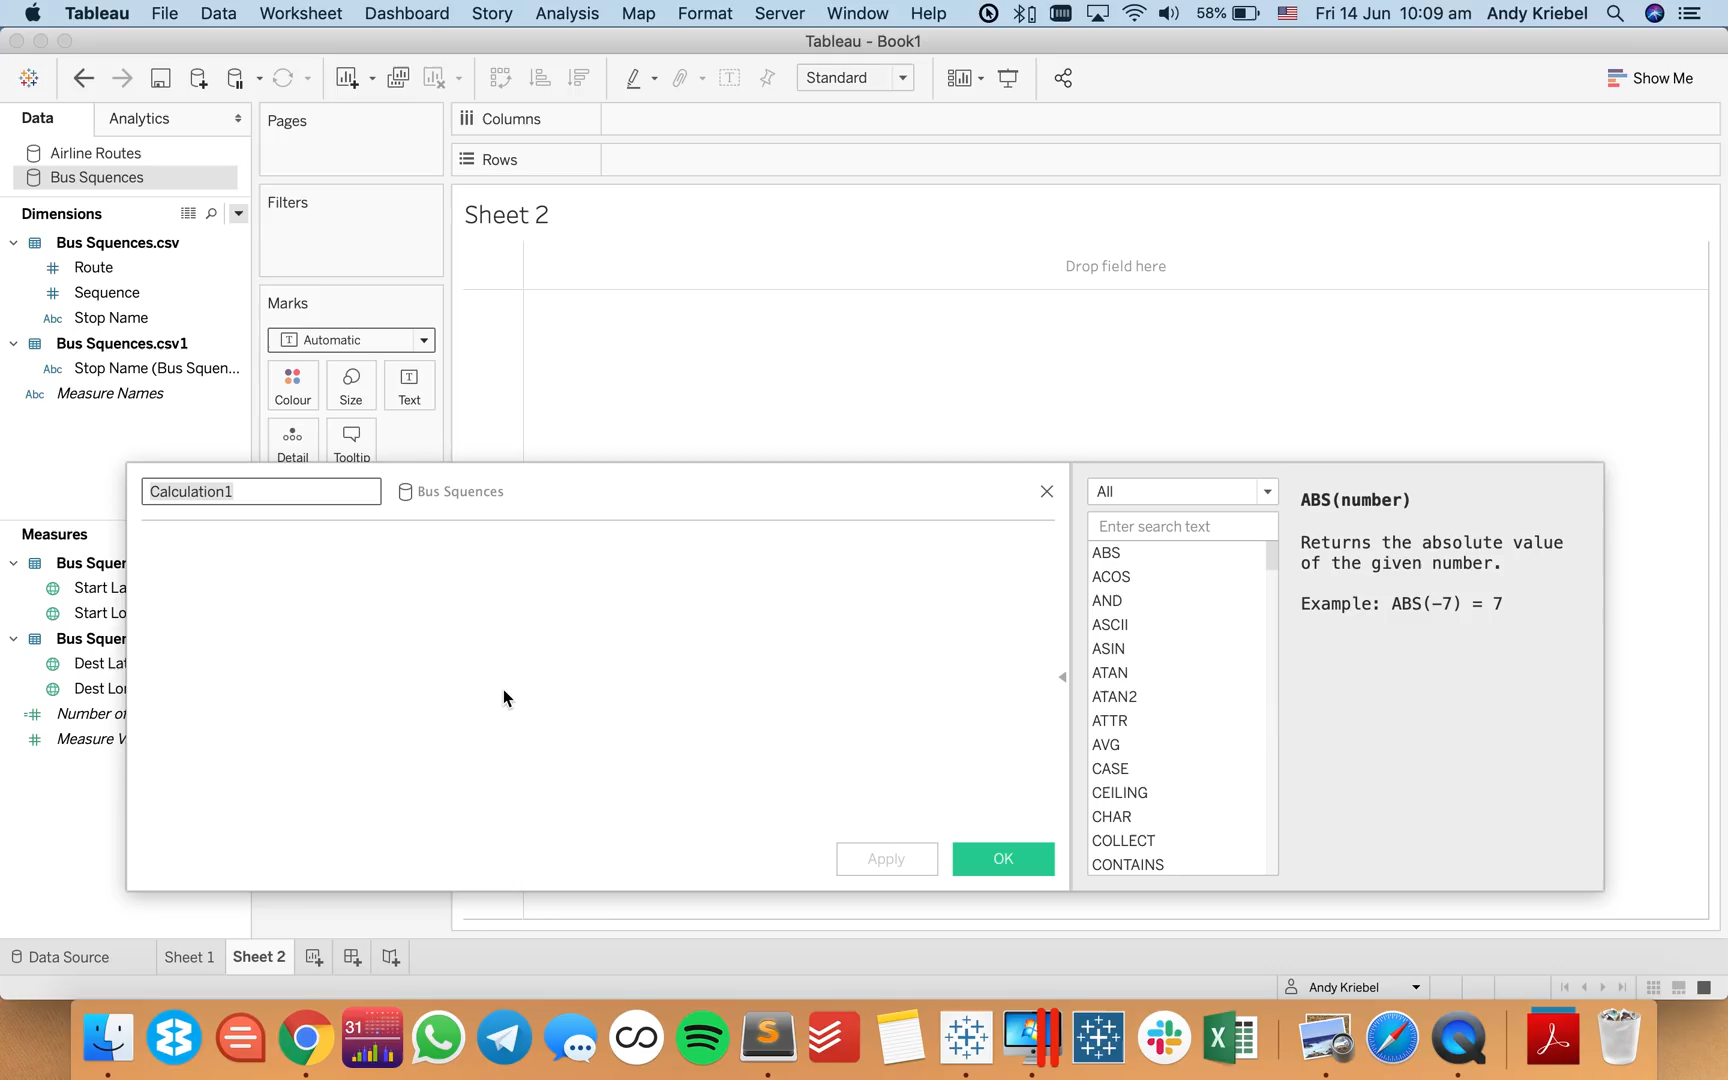 Tableau File Data Worksheet Dashboard Story Analysis Map Format Server Window Help 58% Fri 14 Jun 10:09 am Andy Kriebel
Tableau - Book1
Standard Show Me
Data Analytics
Airline Routes
Bus Squences
Dimensions
Bus Squences.csv
# Route
# Sequence
Abc Stop Name
Bus Squences.csv1
Abc Stop Name (Bus Squen...
Abc Measure Names
Measures
Bus Squer
Start La
Start Lo
Bus Squer
Dest Lat
Dest Lor
=# Number of
# Measure V
Pages
Filters
Marks
Automatic
Colour Size Text
Detail Tooltip
Columns
Rows
Sheet 2
Drop field here
Calculation1 Bus Squences
Apply OK
All
Enter search text
ABS
ACOS
AND
ASCII
ASIN
ATAN
ATAN2
ATTR
AVG
CASE
CEILING
CHAR
COLLECT
CONTAINS
ABS(number)
Returns the absolute value
of the given number.
Example: ABS(-7) = 7
Data Source Sheet 1 Sheet 2
Andy Kriebel
31